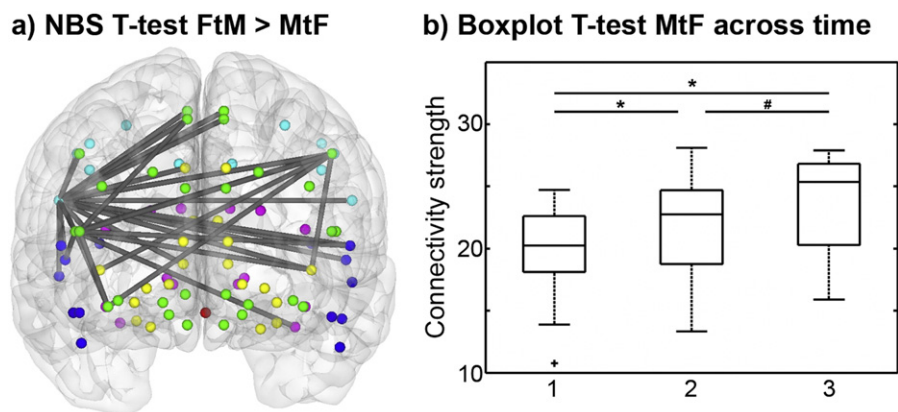 a) NBS T-test FtM > MtF
b) Boxplot T-test MtF across time
Connectivity strength
30
20
10
*
*
#
+
1 2 3